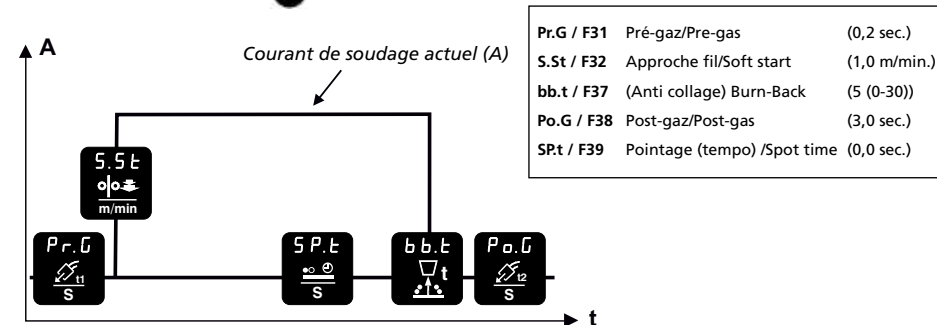 A
Courant de soudage actuel (A)
S.St
m/min
Pr.G
t1
S
SP.t
S
bb.t
t
Po.G
t2
S
t
Pr.G / F31 Pré-gaz/Pre-gas (0,2 sec.)
S.St / F32 Approche fil/Soft start (1,0 m/min.)
bb.t / F37 (Anti collage) Burn-Back (5 (0-30))
Po.G / F38 Post-gaz/Post-gas (3,0 sec.)
SP.t / F39 Pointage (tempo) /Spot time (0,0 sec.)